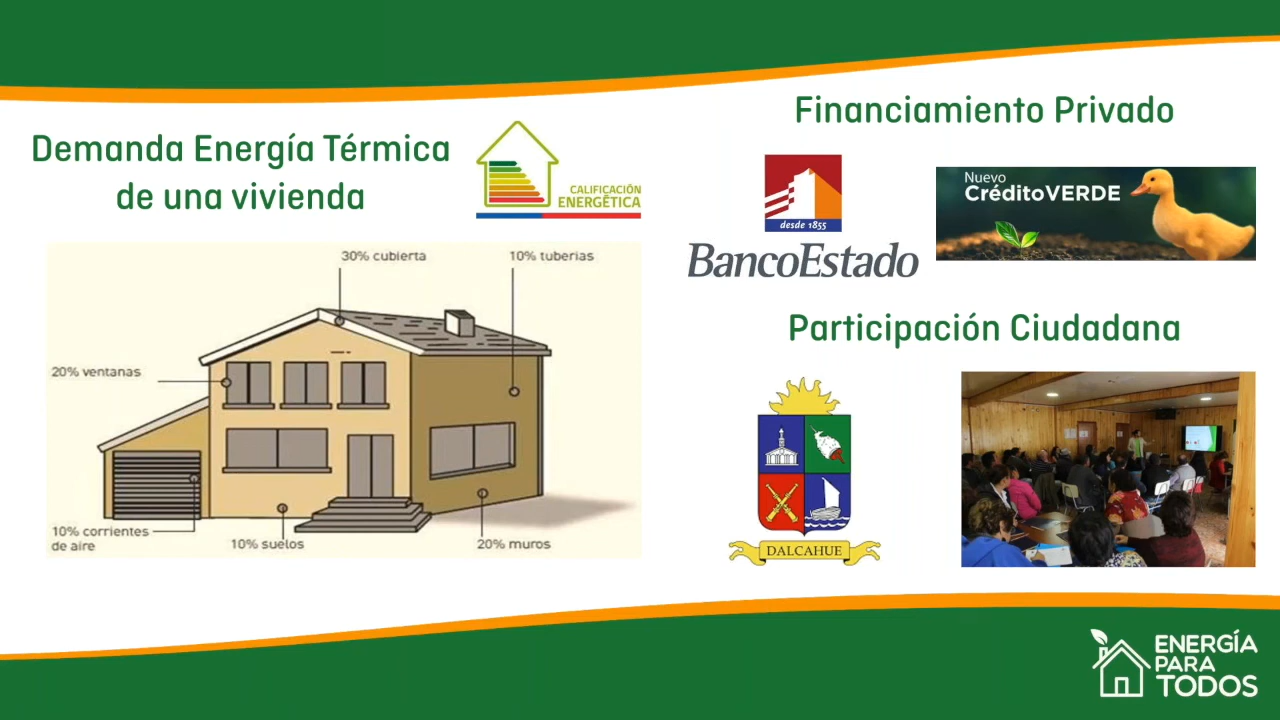 Demanda Energía Térmica
de una vivienda
CALIFICACIÓN
ENERGÉTICA
30% cubierta
10% tuberias
20% ventanas
10% corrientes
de aire
10% suelos
20% muros
Financiamiento Privado
desde 1855
BancoEstado
Nuevo
CréditoVERDE
Participación Ciudadana
DALCAHUE
ENERGÍA
PARA
TODOS